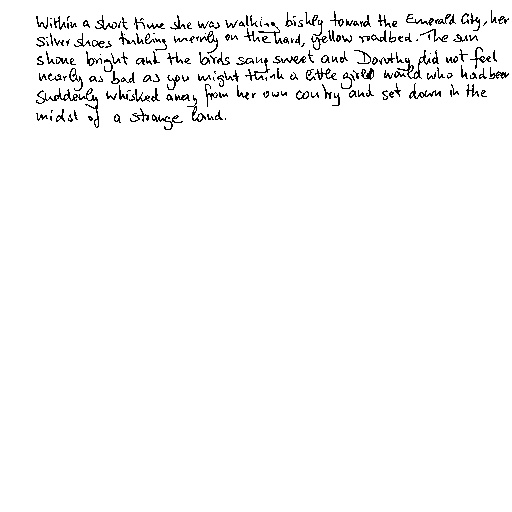 Within a short time she was walking biskly toward the Emerald City, her
Silver shoes tinkling merrily on the hard, yellow roadbed. The sun
shone bright and the birds sang sweet and Dorothy did not feel
nearly as bad as you might think a little girl would who had been
suddenly whisked away from her own country and set down in the
midst of a strange land.